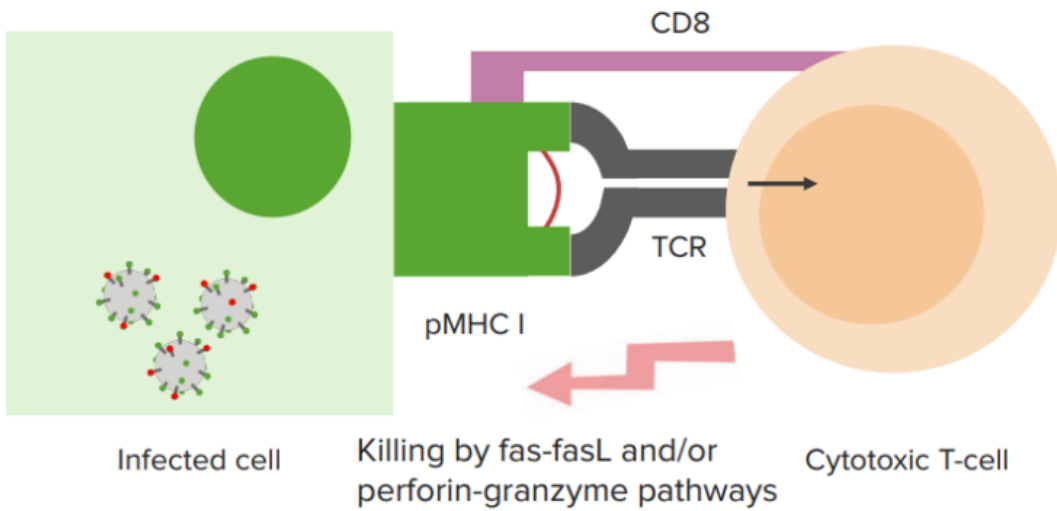 CD8
TCR
pMHC I
Infected cell
Killing by fas-fasL and/or
perforin-granzyme pathways
Cytotoxic T-cell